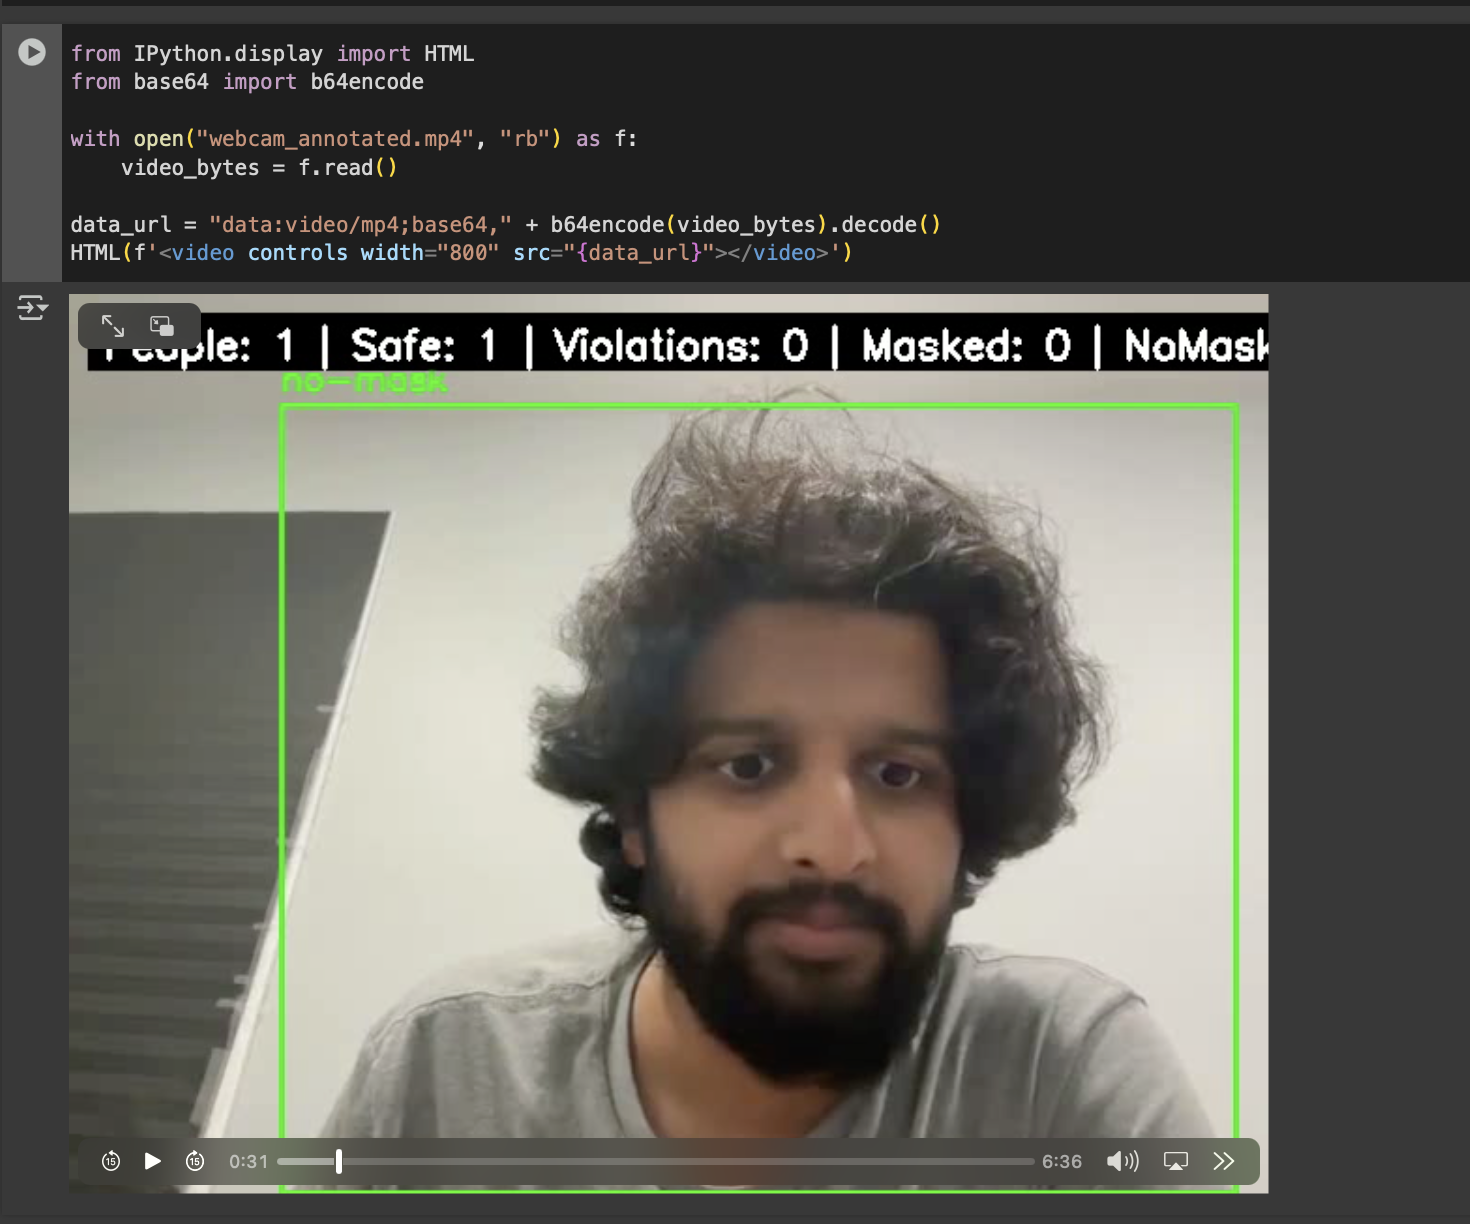 from IPython.display import HTML
from base64 import b64encode
with open("webcam_annotated.mp4", "rb") as f:
    video_bytes = f.read()
data_url = "data:video/mp4;base64," + b64encode(video_bytes).decode()
HTML(f'<video controls width="800" src="{data_url}"></video>')
People: 1 | Safe: 1 | Violations: 0 | Masked: 0 | NoMask
no-mask
15 15 0:31 6:36